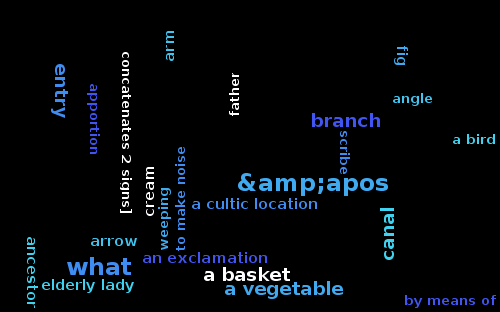 arm
fig
concatenates 2 signs]
entry
father
apportion
angle
branch
scribe
a bird
to make noise
cream
&amp;apos
weeping
a cultic location
canal
arrow
ancestor
an exclamation
what
a basket
elderly lady
a vegetable
by means of